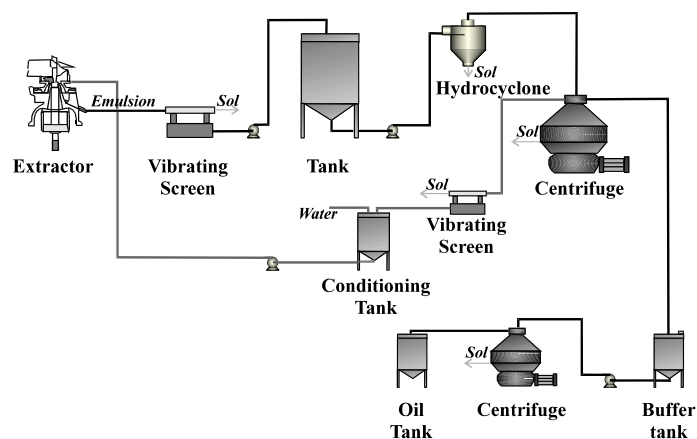 Emulsion
Sol
Sol
Hydrocyclone
Extractor
Vibrating
Screen
Tank
Sol
Centrifuge
Sol
Water
Vibrating
Screen
Conditioning
Tank
Sol
Oil
Tank
Centrifuge
Buffer
tank